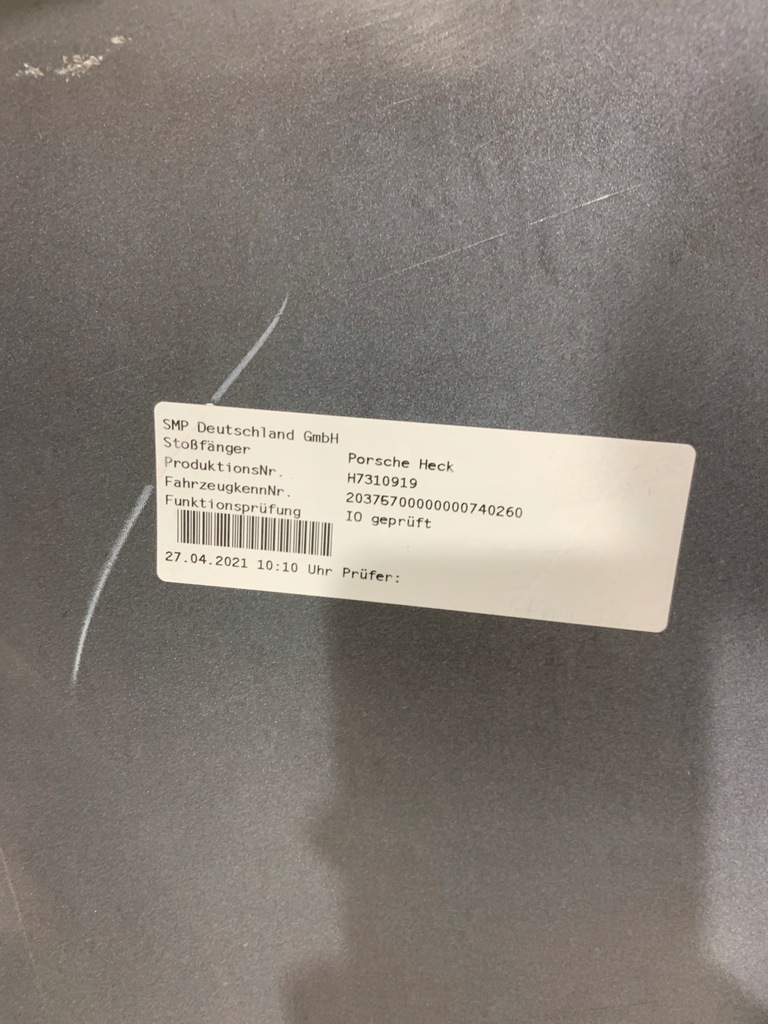 SMP Deutschland GmbH
Stoßfänger Porsche Heck
ProduktionsNr. H7310919
FahrzeugkennNr. 20375700000000740260
Funktionsprüfung IO geprüft
27.04.2021 10:10 Uhr Prüfer: